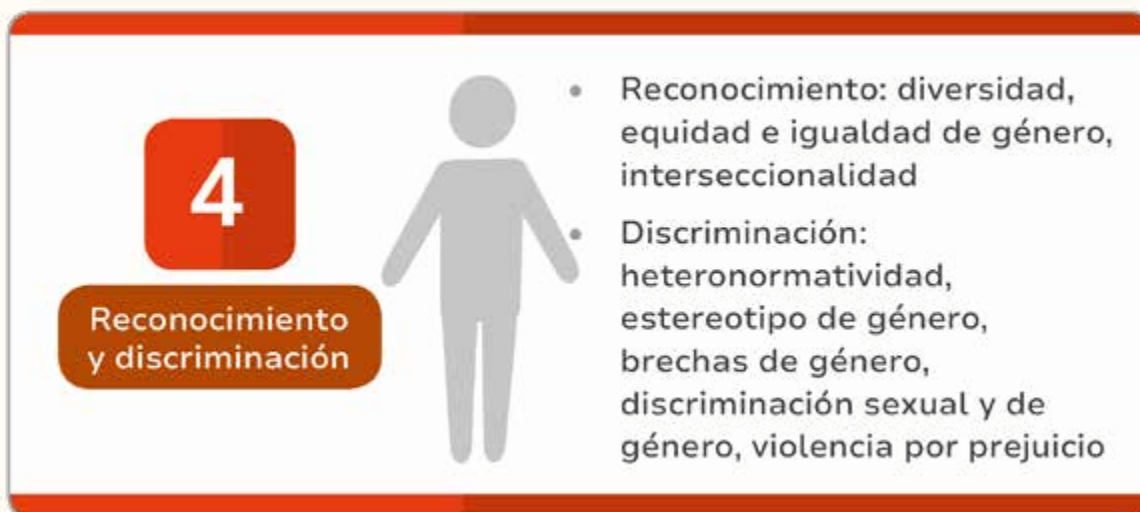 4
Reconocimiento
y discriminación
• Reconocimiento: diversidad,
equidad e igualdad de género,
interseccionalidad
• Discriminación:
heteronormatividad,
estereotipo de género,
brechas de género,
discriminación sexual y de
género, violencia por prejuicio